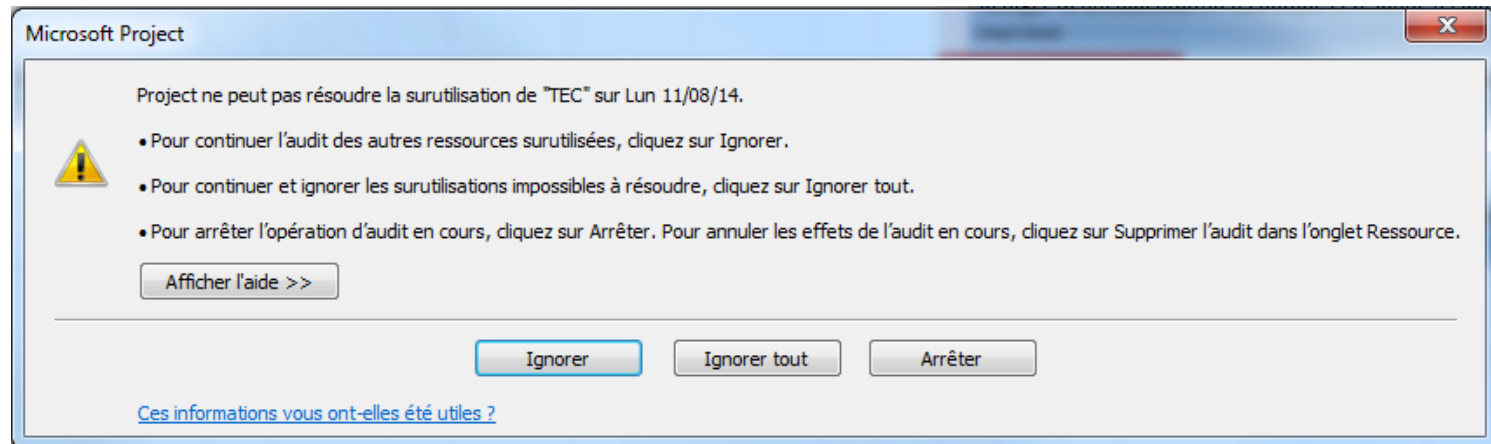 Microsoft Project
Project ne peut pas résoudre la surutilisation de "TEC" sur Lun 11/08/14.
• Pour continuer l'audit des autres ressources surutilisées, cliquez sur Ignorer.
• Pour continuer et ignorer les surutilisations impossibles à résoudre, cliquez sur Ignorer tout.
• Pour arrêter l'opération d'audit en cours, cliquez sur Arrêter. Pour annuler les effets de l'audit en cours, cliquez sur Supprimer l'audit dans l'onglet Ressource.
Afficher l'aide >>
Ignorer Ignorer tout Arrêter
Ces informations vous ont-elles été utiles ?